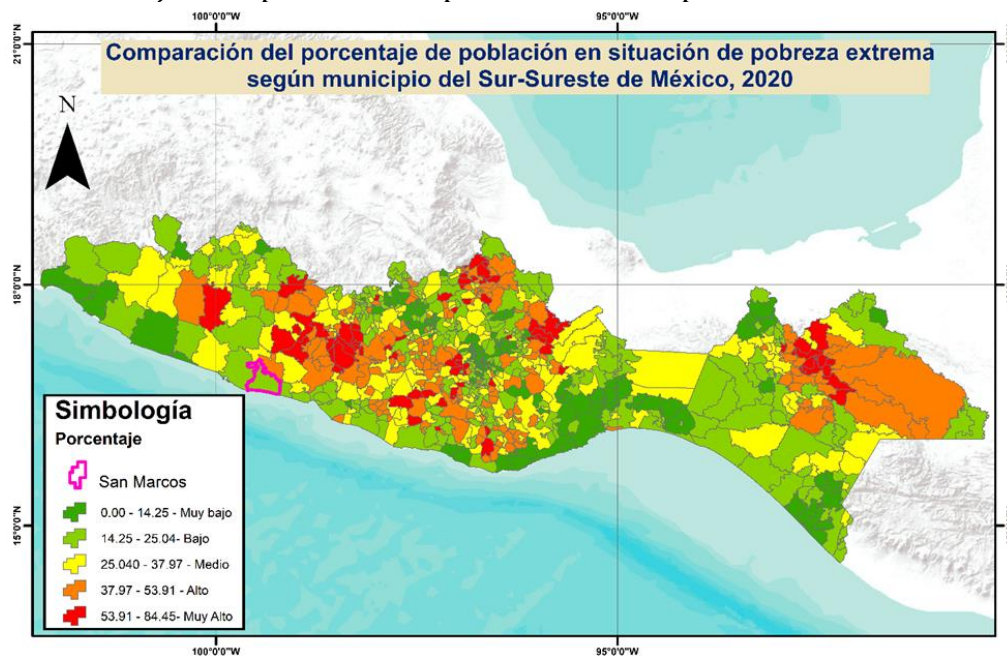 100°0'0"W 95°0'0"W
21°0'0"N
Comparación del porcentaje de población en situación de pobreza extrema
según municipio del Sur-Sureste de México, 2020
N
18°0'0"N
Simbología
Porcentaje
San Marcos
0.00 - 14.25 - Muy bajo
14.25 - 25.04- Bajo
25.040 - 37.97 - Medio
37.97 - 53.91 - Alto
53.91 - 84.45- Muy Alto
15°0'0"N
100°0'0"W 95°0'0"W